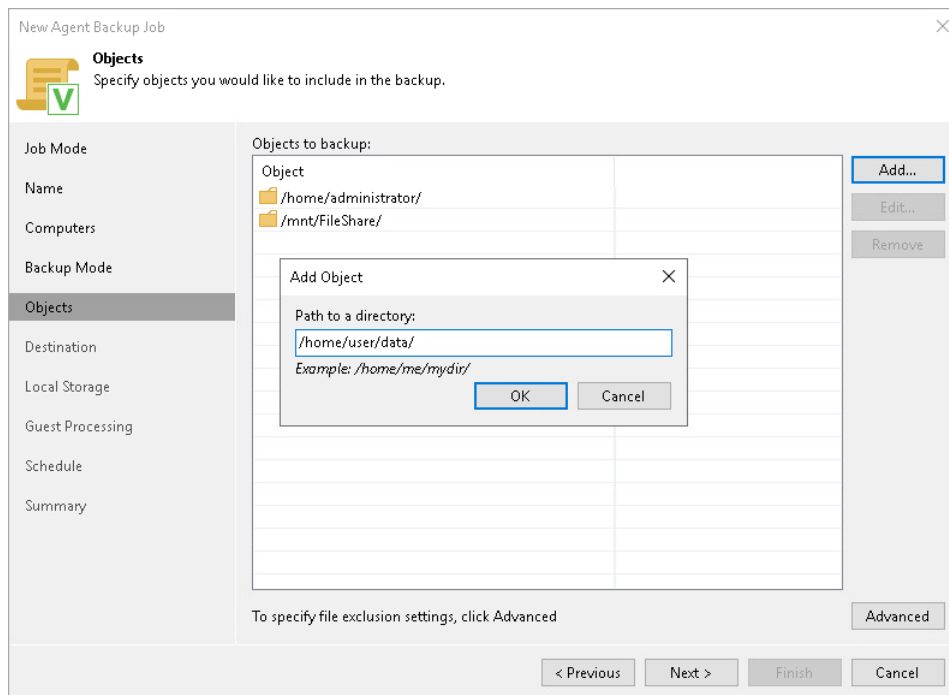 New Agent Backup Job
Objects
Specify objects you would like to include in the backup.
V
Job Mode
Name
Computers
Backup Mode
Objects
Destination
Local Storage
Guest Processing
Schedule
Summary
Objects to backup:
Object
/home/administrator/
/mnt/FileShare/
Add...
Edit...
Remove
Add Object
Path to a directory:
/home/user/data/
Example: /home/me/mydir/
OK Cancel
To specify file exclusion settings, click Advanced
Advanced
< Previous Next > Finish Cancel